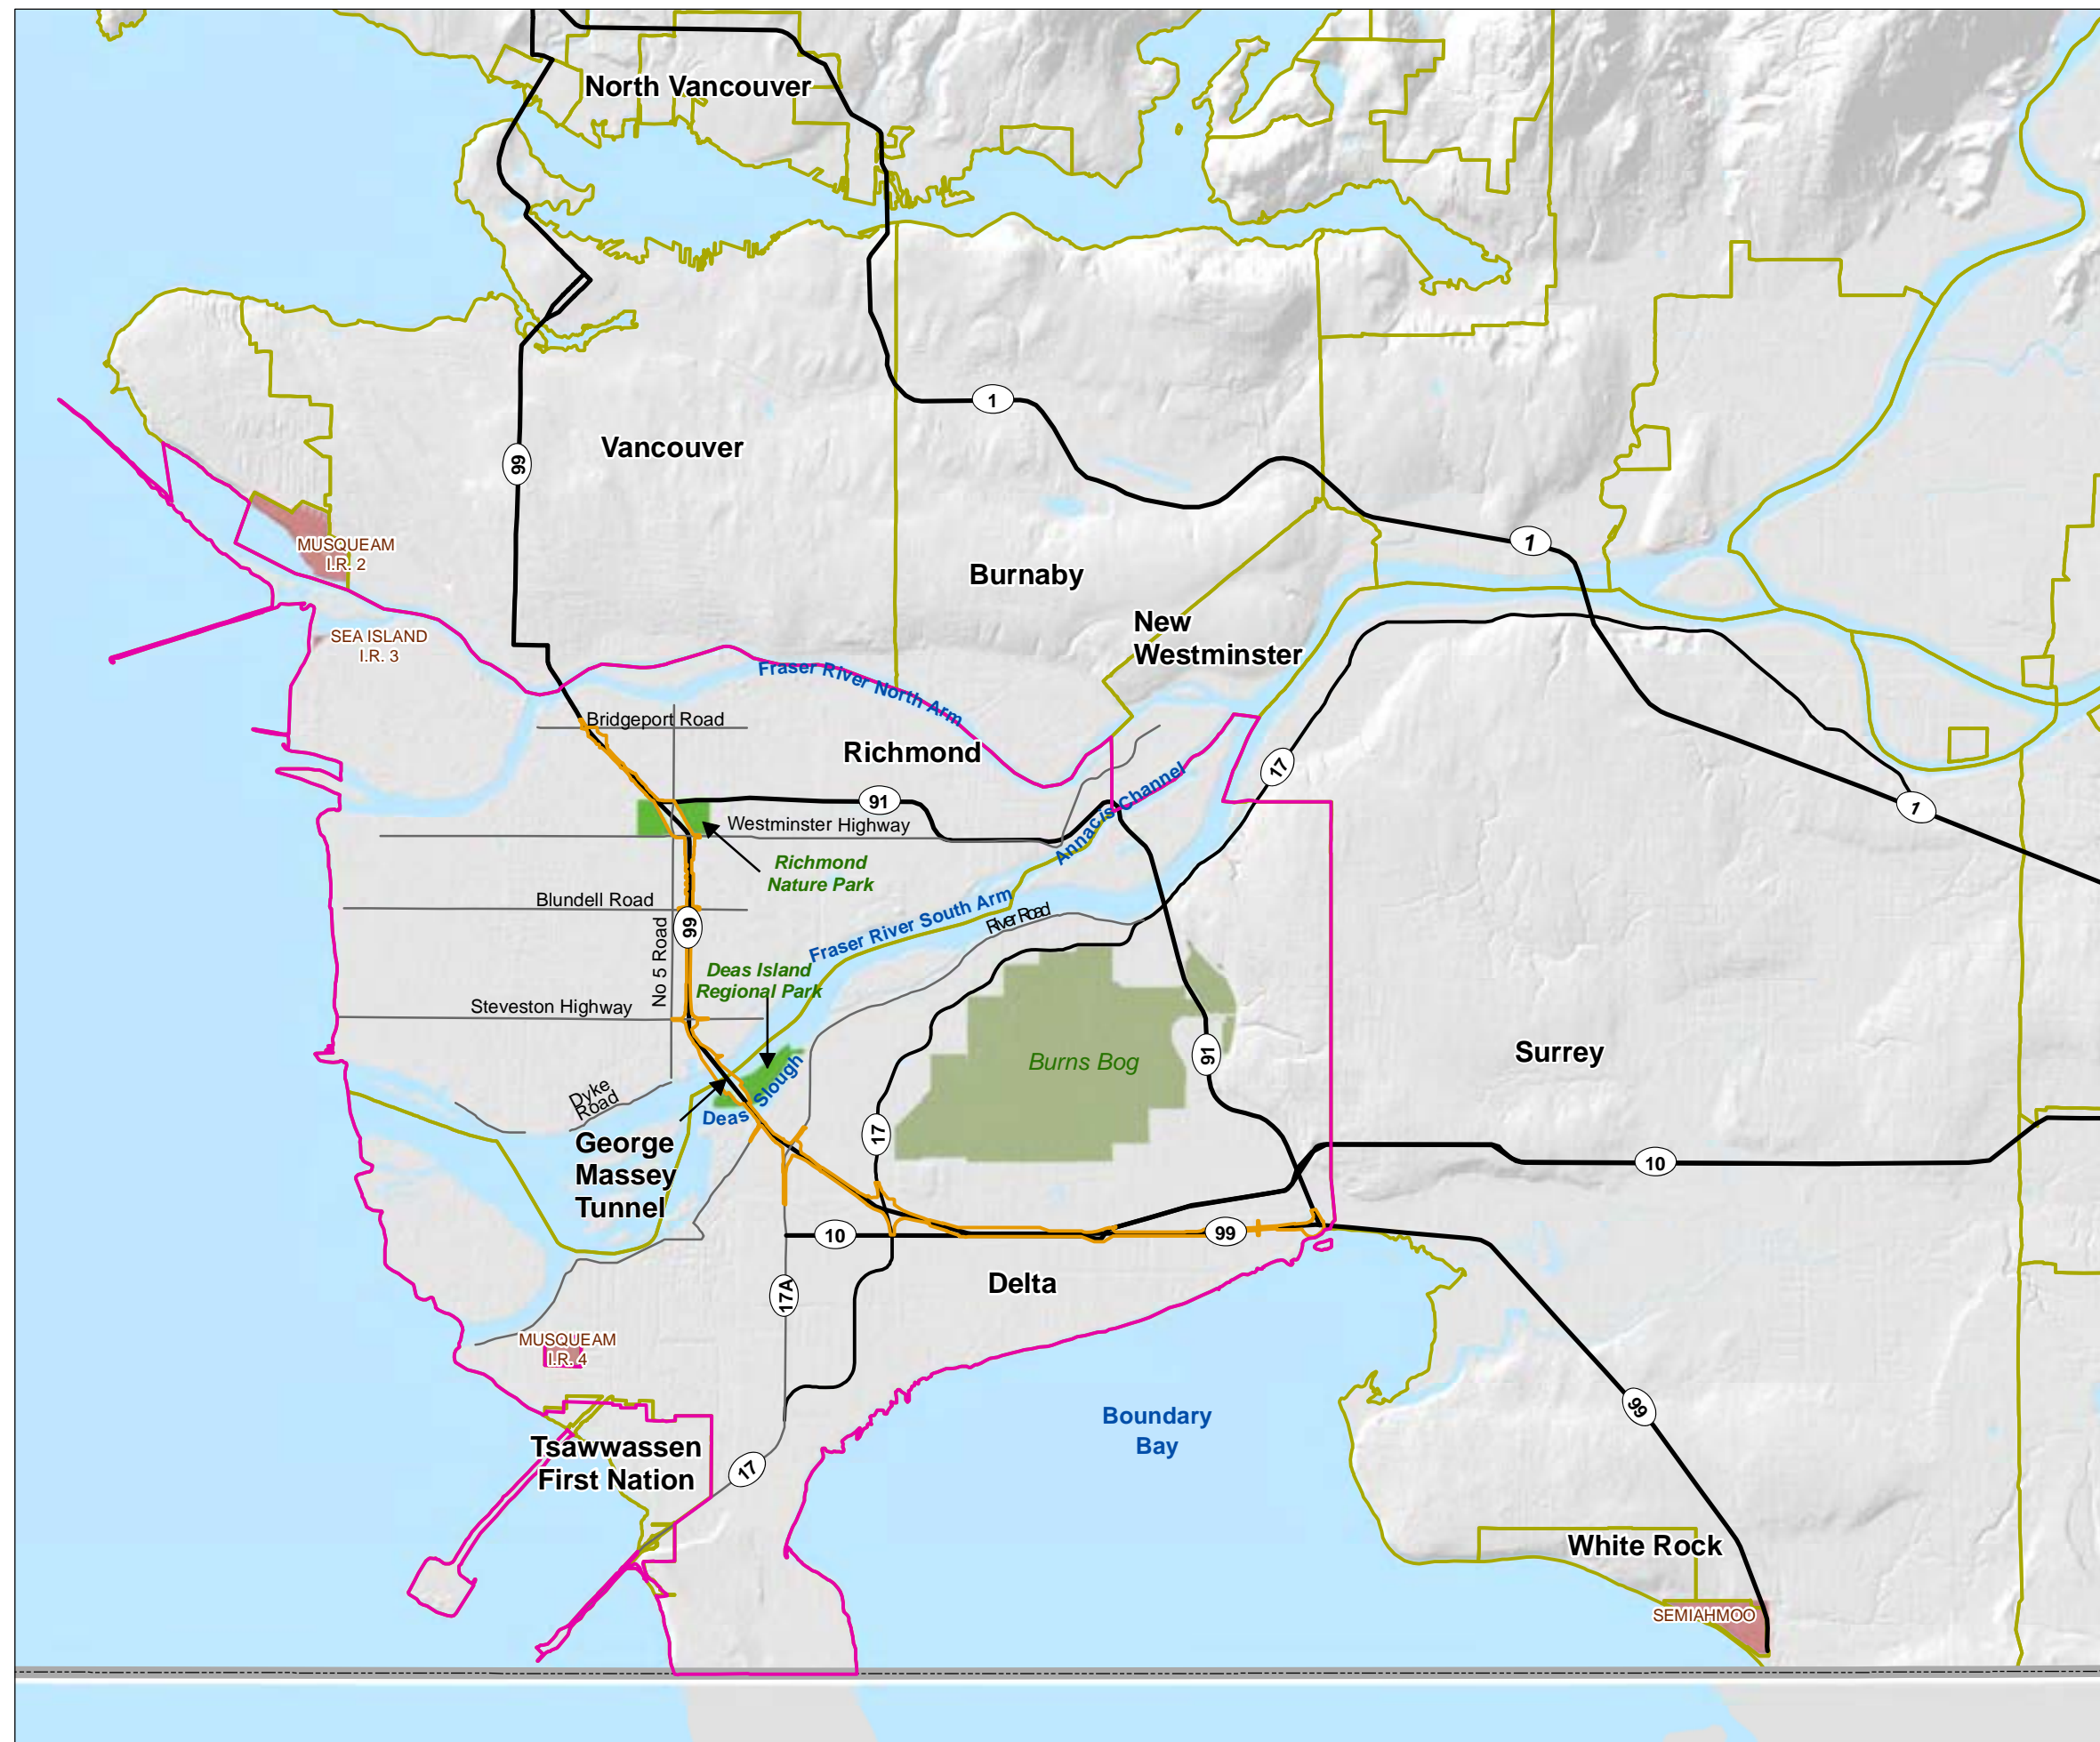 North Vancouver
1
99
Vancouver
MUSQUEAM
I.R. 2
1
Burnaby
New
Westminster
SEA ISLAND
I.R. 3
Fraser River North Arm
Bridgeport Road
Richmond
17
Annacis Channel
91
1
Westminster Highway
Richmond
Nature Park
Blundell Road
99
Fraser River South Arm
River Road
No 5 Road
Deas Island
Regional Park
Steveston Highway
Burns Bog
91
Surrey
Dyke
Road
Deas Slough
George
Massey
Tunnel
17
10
10
99
Delta
17A
MUSQUEAM
I.R. 4
99
Boundary
Bay
Tsawwassen
First Nation
17
White Rock
SEMIAHMOO